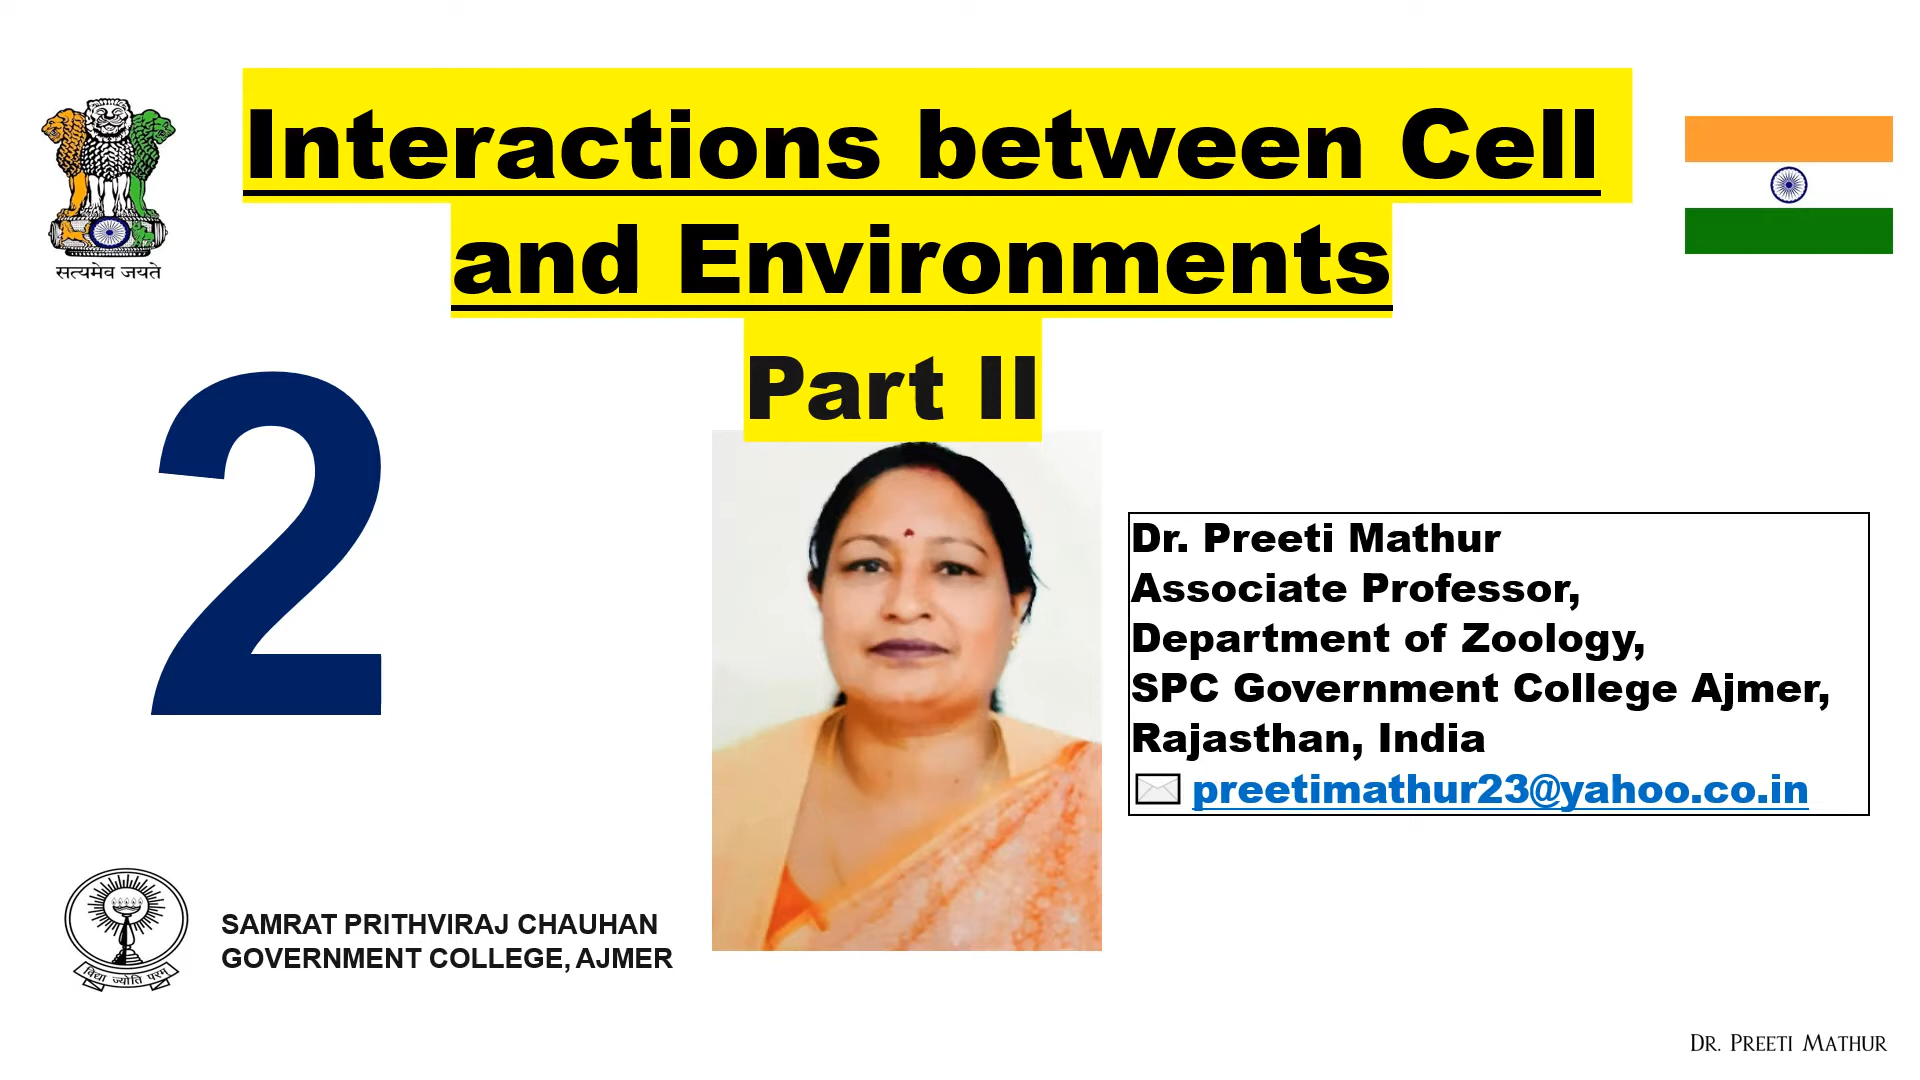 Interactions between Cell
and Environments
Part II
सत्यमेव जयते
2
Dr. Preeti Mathur
Associate Professor,
Department of Zoology,
SPC Government College Ajmer,
Rajasthan, India
preetimathur23@yahoo.co.in
विद्या ज्योति परम
SAMRAT PRITHVIRAJ CHAUHAN
GOVERNMENT COLLEGE, AJMER
DR. PREETI MATHUR